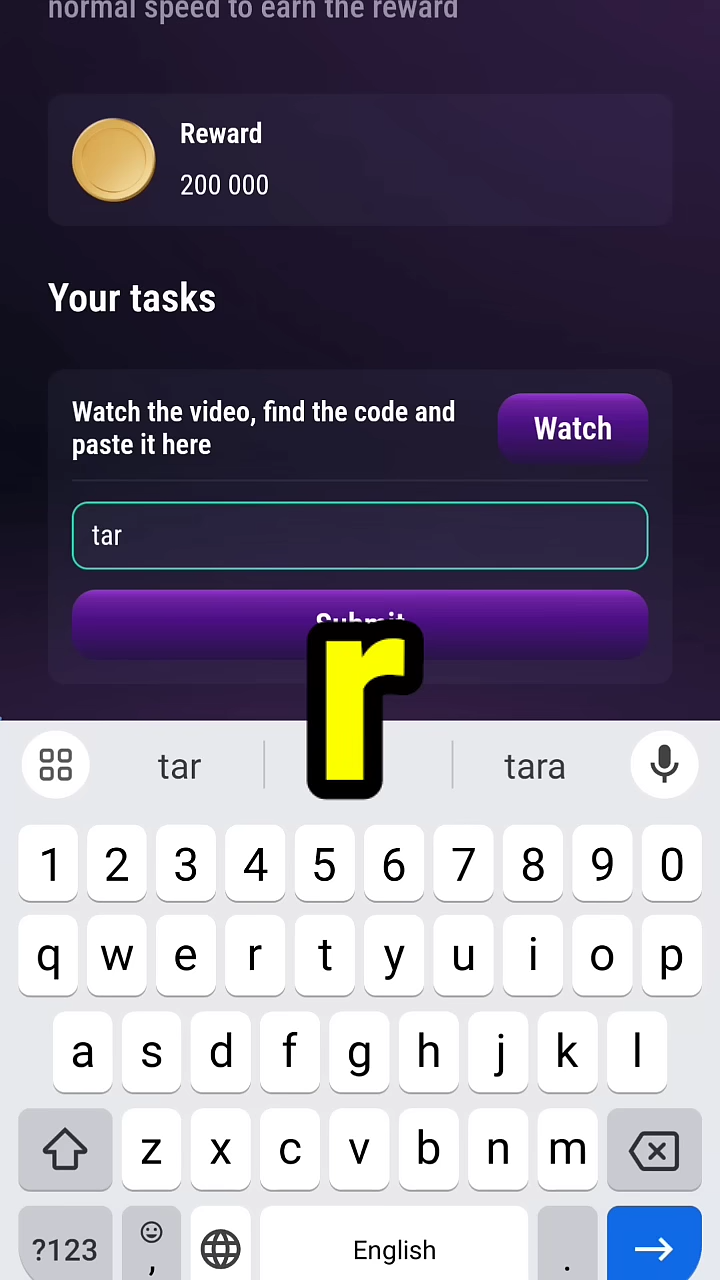 normal speed to earn the reward
Reward
200 000
Your tasks
Watch the video, find the code and
paste it here
Watch
tar
Submit
r
tar
tara
1 2 3 4 5 6 7 8 9 0
q w e r t y u i o p
a s d f g h j k l
z x c v b n m
?123 , English .